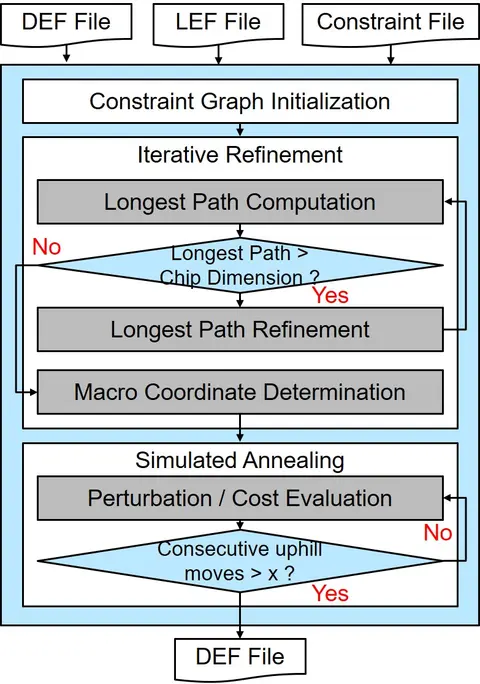 DEF File
LEF File
Constraint File
Constraint Graph Initialization
Iterative Refinement
Longest Path Computation
No
Longest Path >
Chip Dimension ?
Yes
Longest Path Refinement
Macro Coordinate Determination
Simulated Annealing
Perturbation / Cost Evaluation
No
Consecutive uphill
moves > x ?
Yes
DEF File